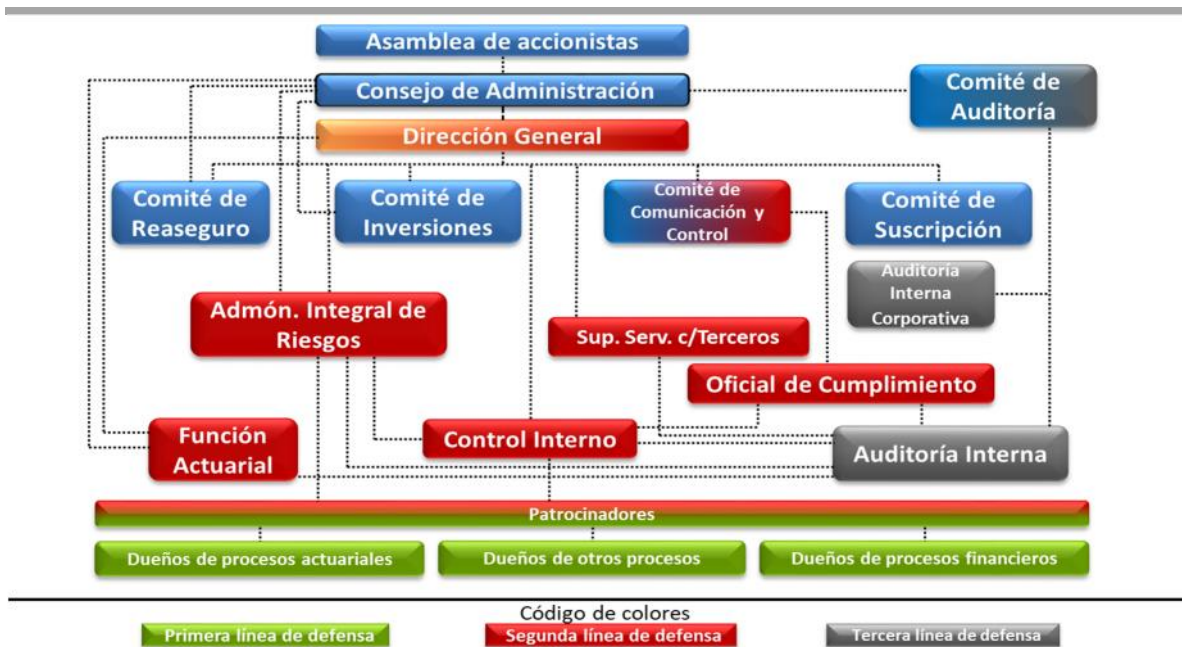 Asamblea de accionistas
Consejo de Administración
Comité de
Auditoría
Dirección General
Comité de
Reaseguro
Comité de
Inversiones
Comité de
Comunicación y
Control
Comité de
Suscripción
Auditoría
Interna
Corporativa
Admón. Integral de
Riesgos
Sup. Serv. c/Terceros
Oficial de Cumplimiento
Función
Actuarial
Control Interno
Auditoría Interna
Patrocinadores
Dueños de procesos actuariales
Dueños de otros procesos
Dueños de procesos financieros
Código de colores
Primera línea de defensa
Segunda línea de defensa
Tercera línea de defensa